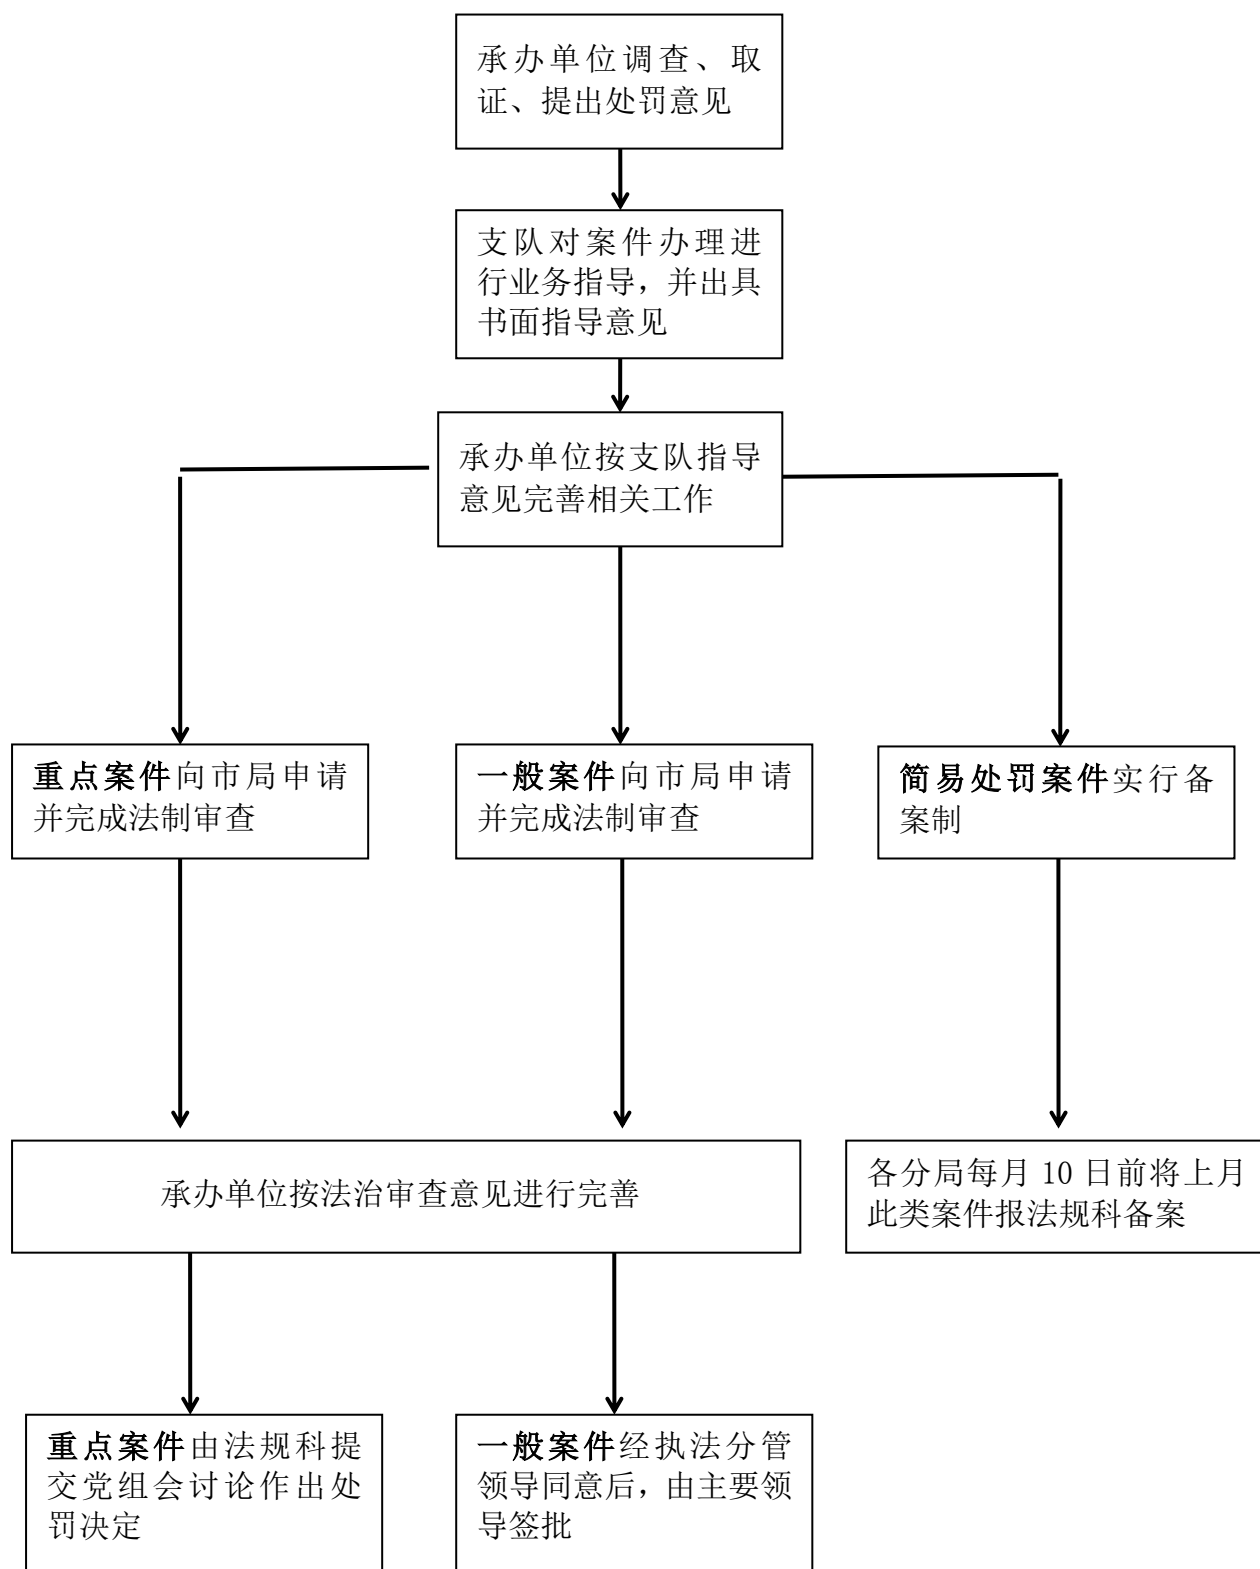 承办单位调查、取
证、提出处罚意见
支队对案件办理进
行业务指导，并出具
书面指导意见
承办单位按支队指导
意见完善相关工作
重点案件向市局申请
并完成法制审查
一般案件向市局申请
并完成法制审查
简易处罚案件实行备
案制
承办单位按法治审查意见进行完善
各分局每月 10 日前将上月
此类案件报法规科备案
重点案件由法规科提
交党组会讨论作出处
罚决定
一般案件经执法分管
领导同意后，由主要领
导签批